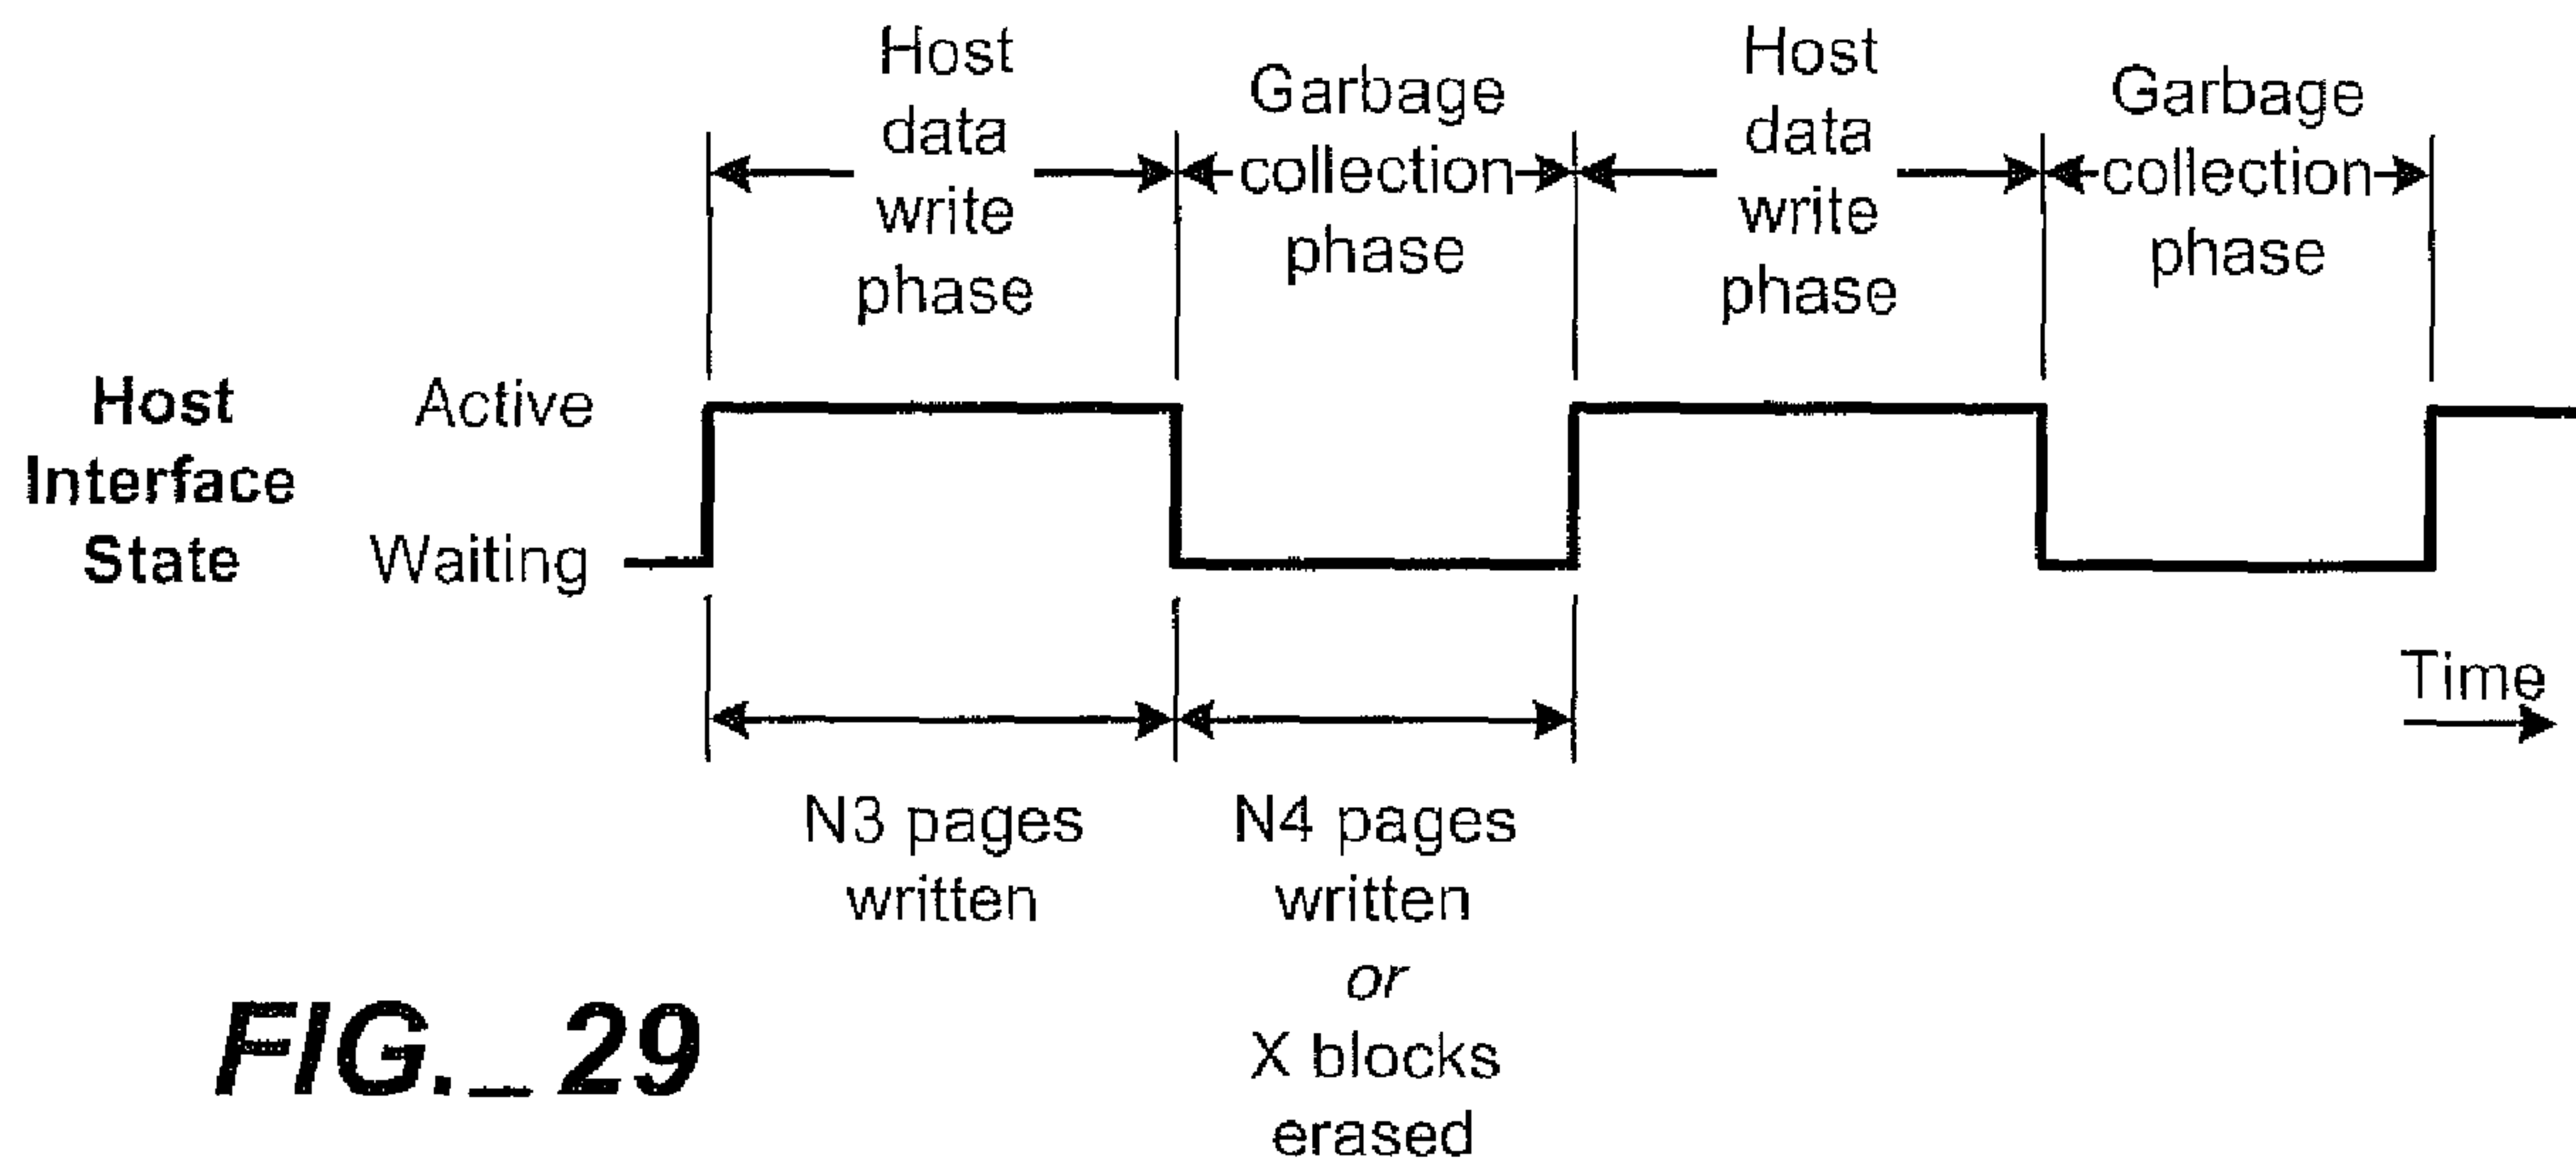 Host
data
write
phase
Garbage
collection
phase
Host
data
write
phase
Garbage
collection
phase
Host
Interface
State
Active
Waiting
Time
N3 pages
written
N4 pages
written
or
X blocks
erased
FIG._29